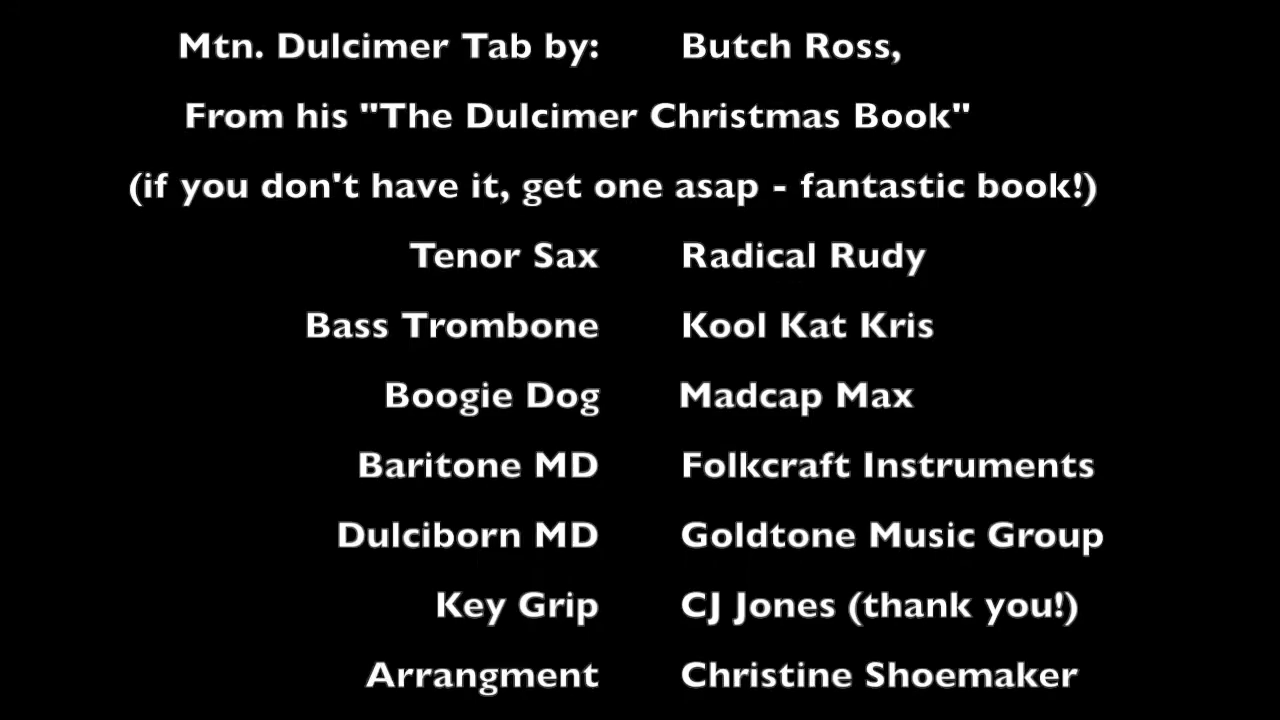 Mtn. Dulcimer Tab by: Butch Ross,
From his "The Dulcimer Christmas Book"
(if you don't have it, get one asap - fantastic book!)
Tenor Sax Radical Rudy
Bass Trombone Kool Kat Kris
Boogie Dog Madcap Max
Baritone MD Folkcraft Instruments
Dulciborn MD Goldtone Music Group
Key Grip CJ Jones (thank you!)
Arrangment Christine Shoemaker